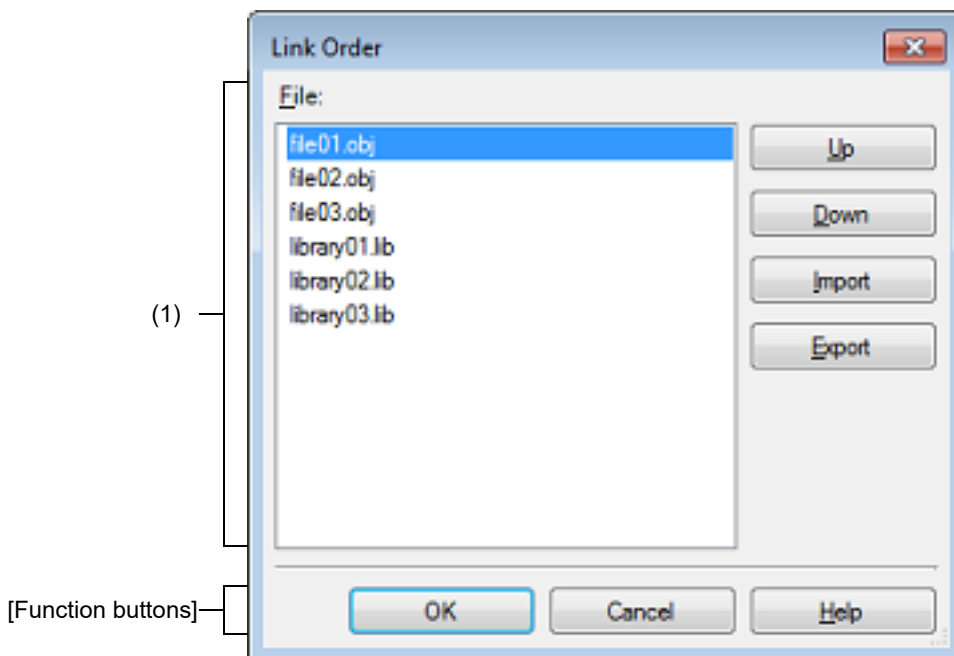 Link Order
File:
file01.obj
file02.obj
file03.obj
library01.lib
library02.lib
library03.lib
Up
Down
Import
Export
(1)
[Function buttons]
OK
Cancel
Help